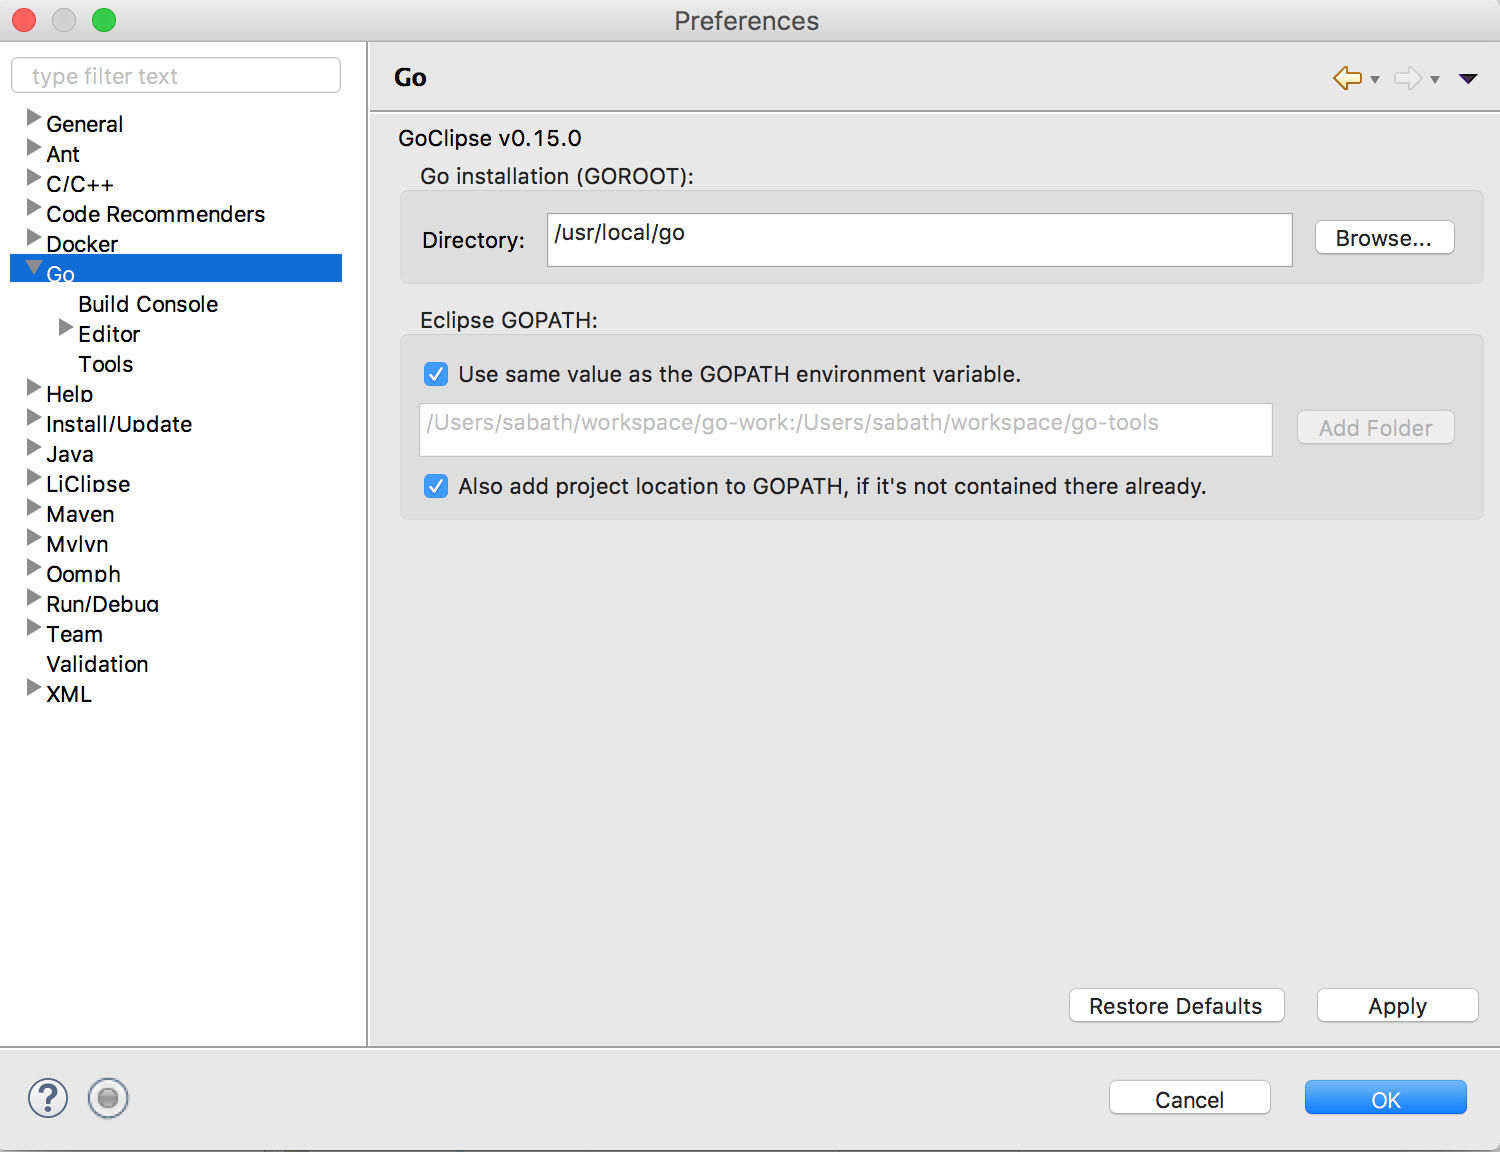 Preferences
type filter text
General
Ant
C/C++
Code Recommenders
Docker
Go
Build Console
Editor
Tools
Help
Install/Update
Java
LiClipse
Maven
Mylyn
Oomph
Run/Debug
Team
Validation
XML
Go
GoClipse v0.15.0
Go installation (GOROOT):
Directory: /usr/local/go Browse...
Eclipse GOPATH:
Use same value as the GOPATH environment variable.
/Users/sabath/workspace/go-work:/Users/sabath/workspace/go-tools Add Folder
Also add project location to GOPATH, if it's not contained there already.
Restore Defaults Apply
? Cancel OK